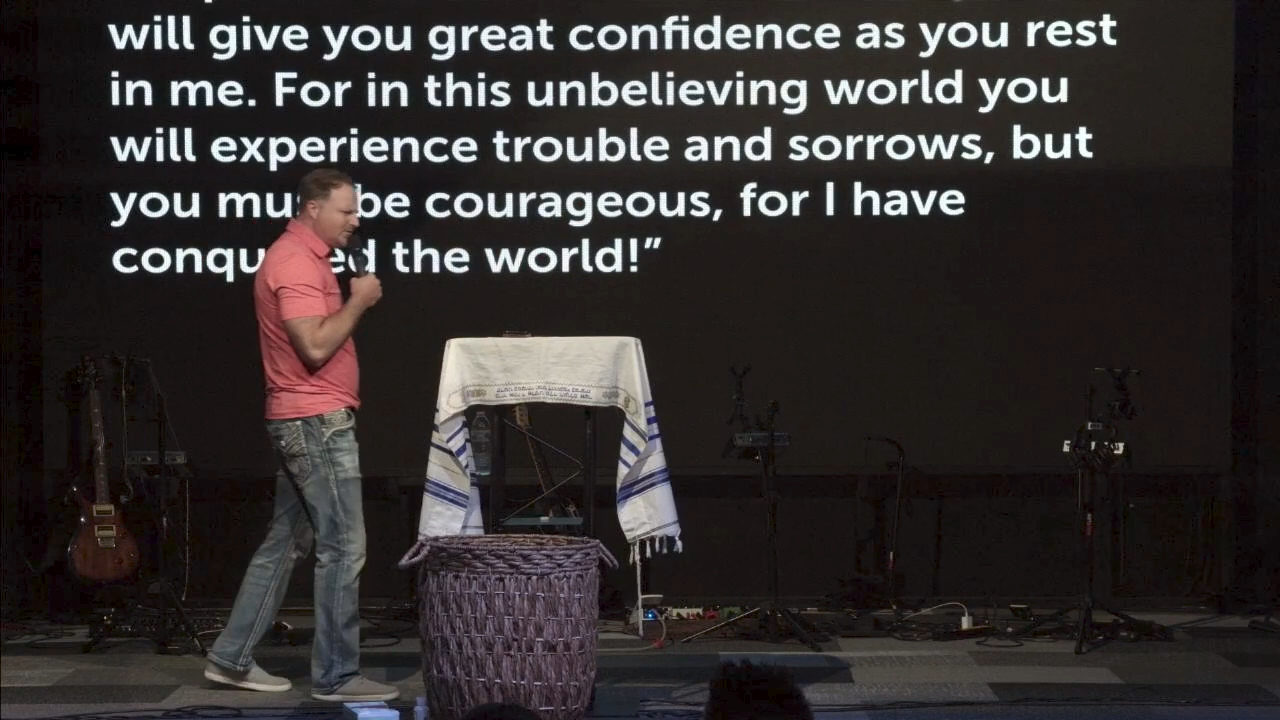 will give you great confidence as you rest
in me. For in this unbelieving world you
will experience trouble and sorrows, but
you be courageous, for I have
the world!”